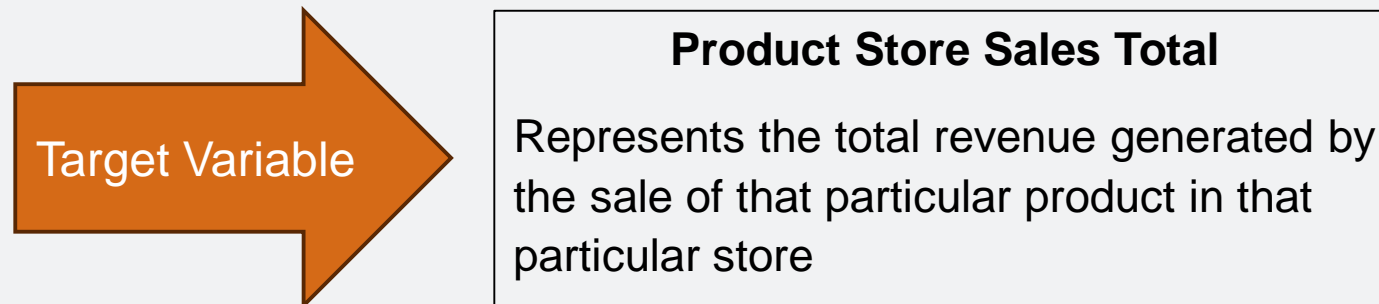 Target Variable
Product Store Sales Total
Represents the total revenue generated by
the sale of that particular product in that
particular store